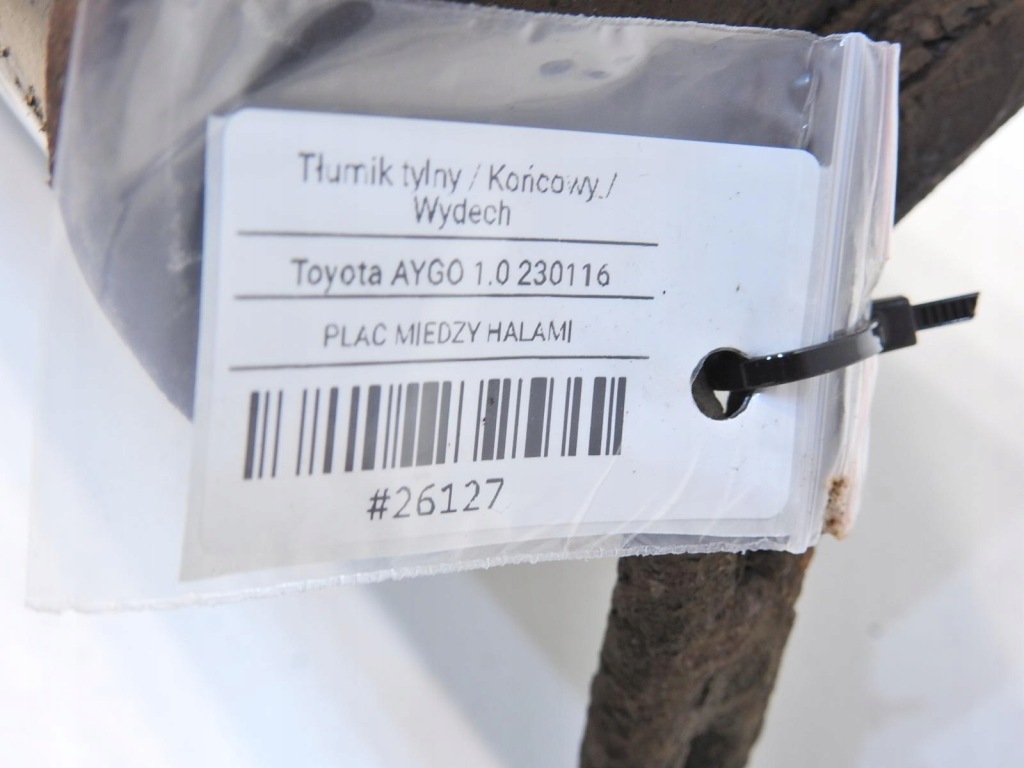 Tłumik tylny / Końcowy /
Wydech
Toyota AYGO 1.0 230116
PLAC MIEDZY HALAMI
#26127